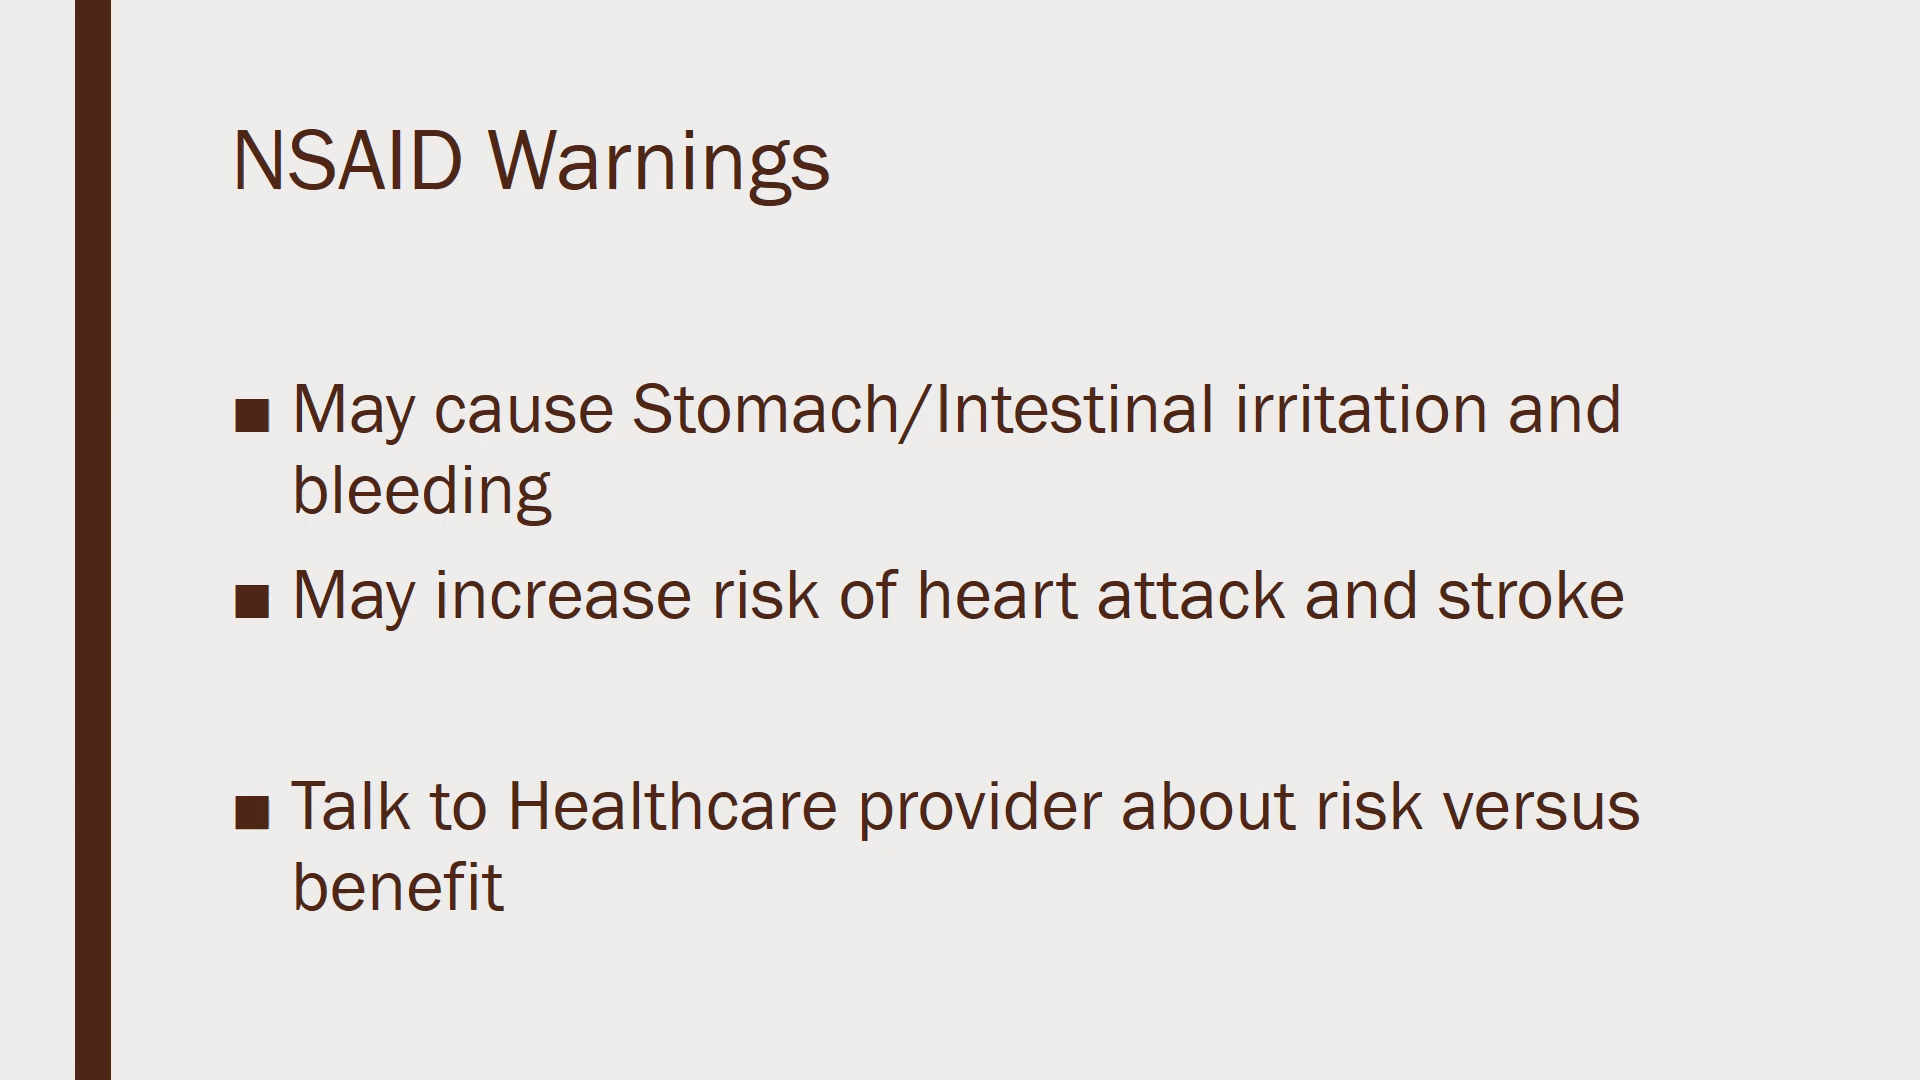 NSAID Warnings
■ May cause Stomach/Intestinal irritation and
bleeding
■ May increase risk of heart attack and stroke
■ Talk to Healthcare provider about risk versus
benefit